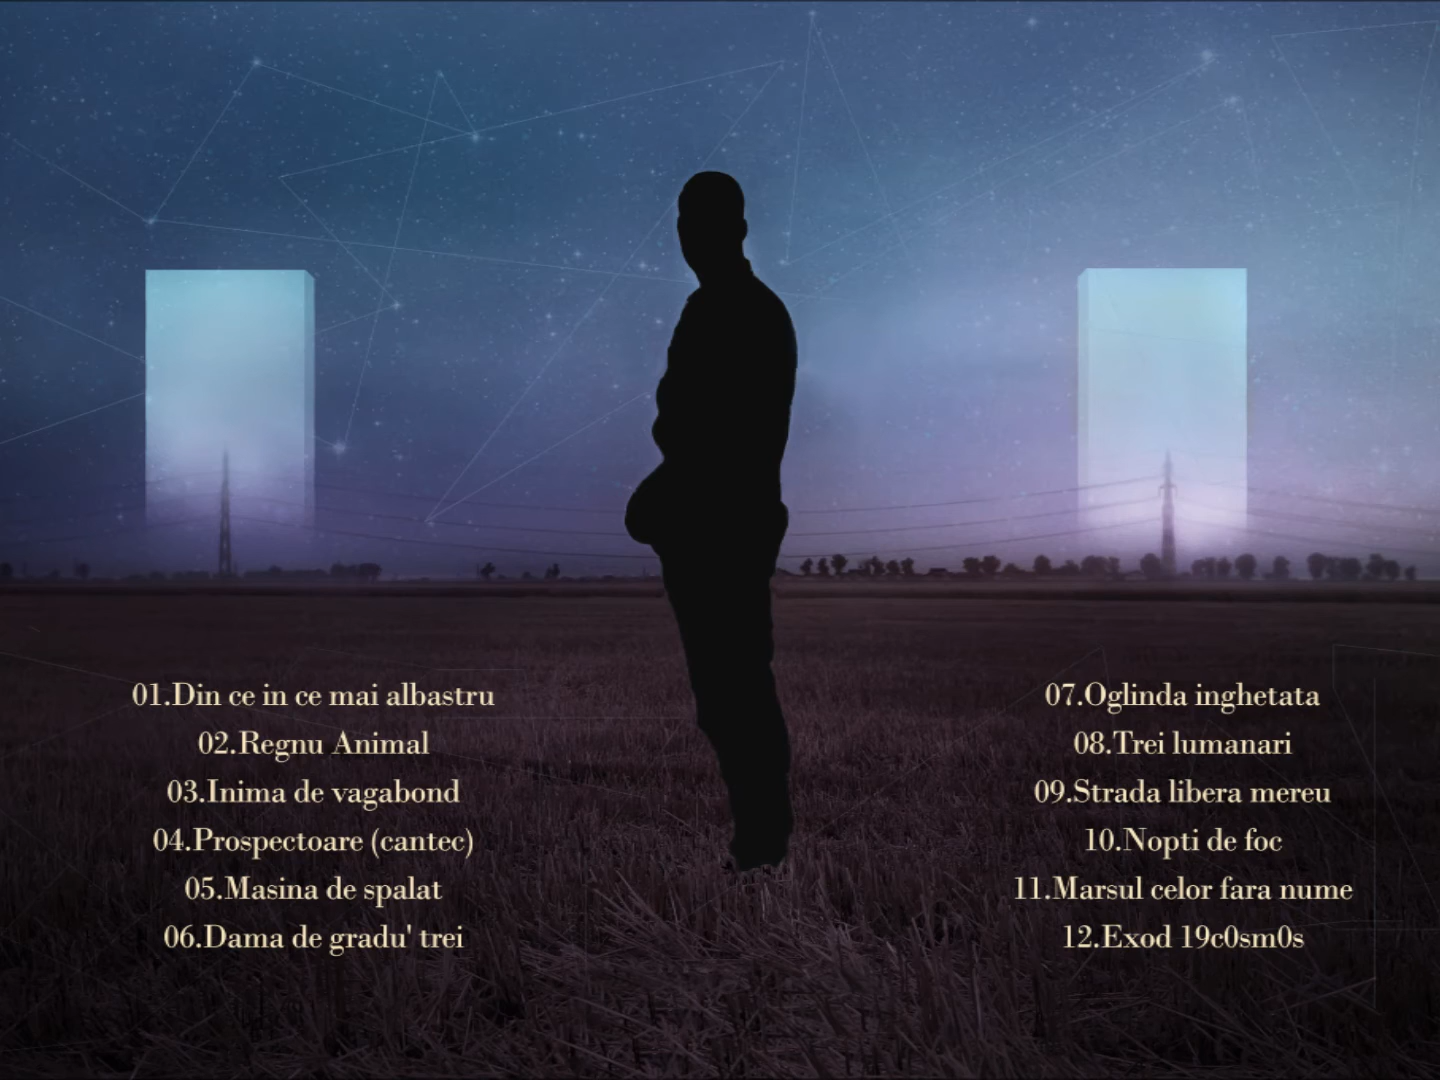 01.Din ce in ce mai albastru
02.Regnu Animal
03.Inima de vagabond
04.Prospectoare (cantec)
05.Masina de spalat
06.Dama de gradu' trei
07.Oglinda inghetata
08.Trei lumanari
09.Strada libera mereu
10.Nopti de foc
11.Marsul celor fara nume
12.Exod 19c0sm0s